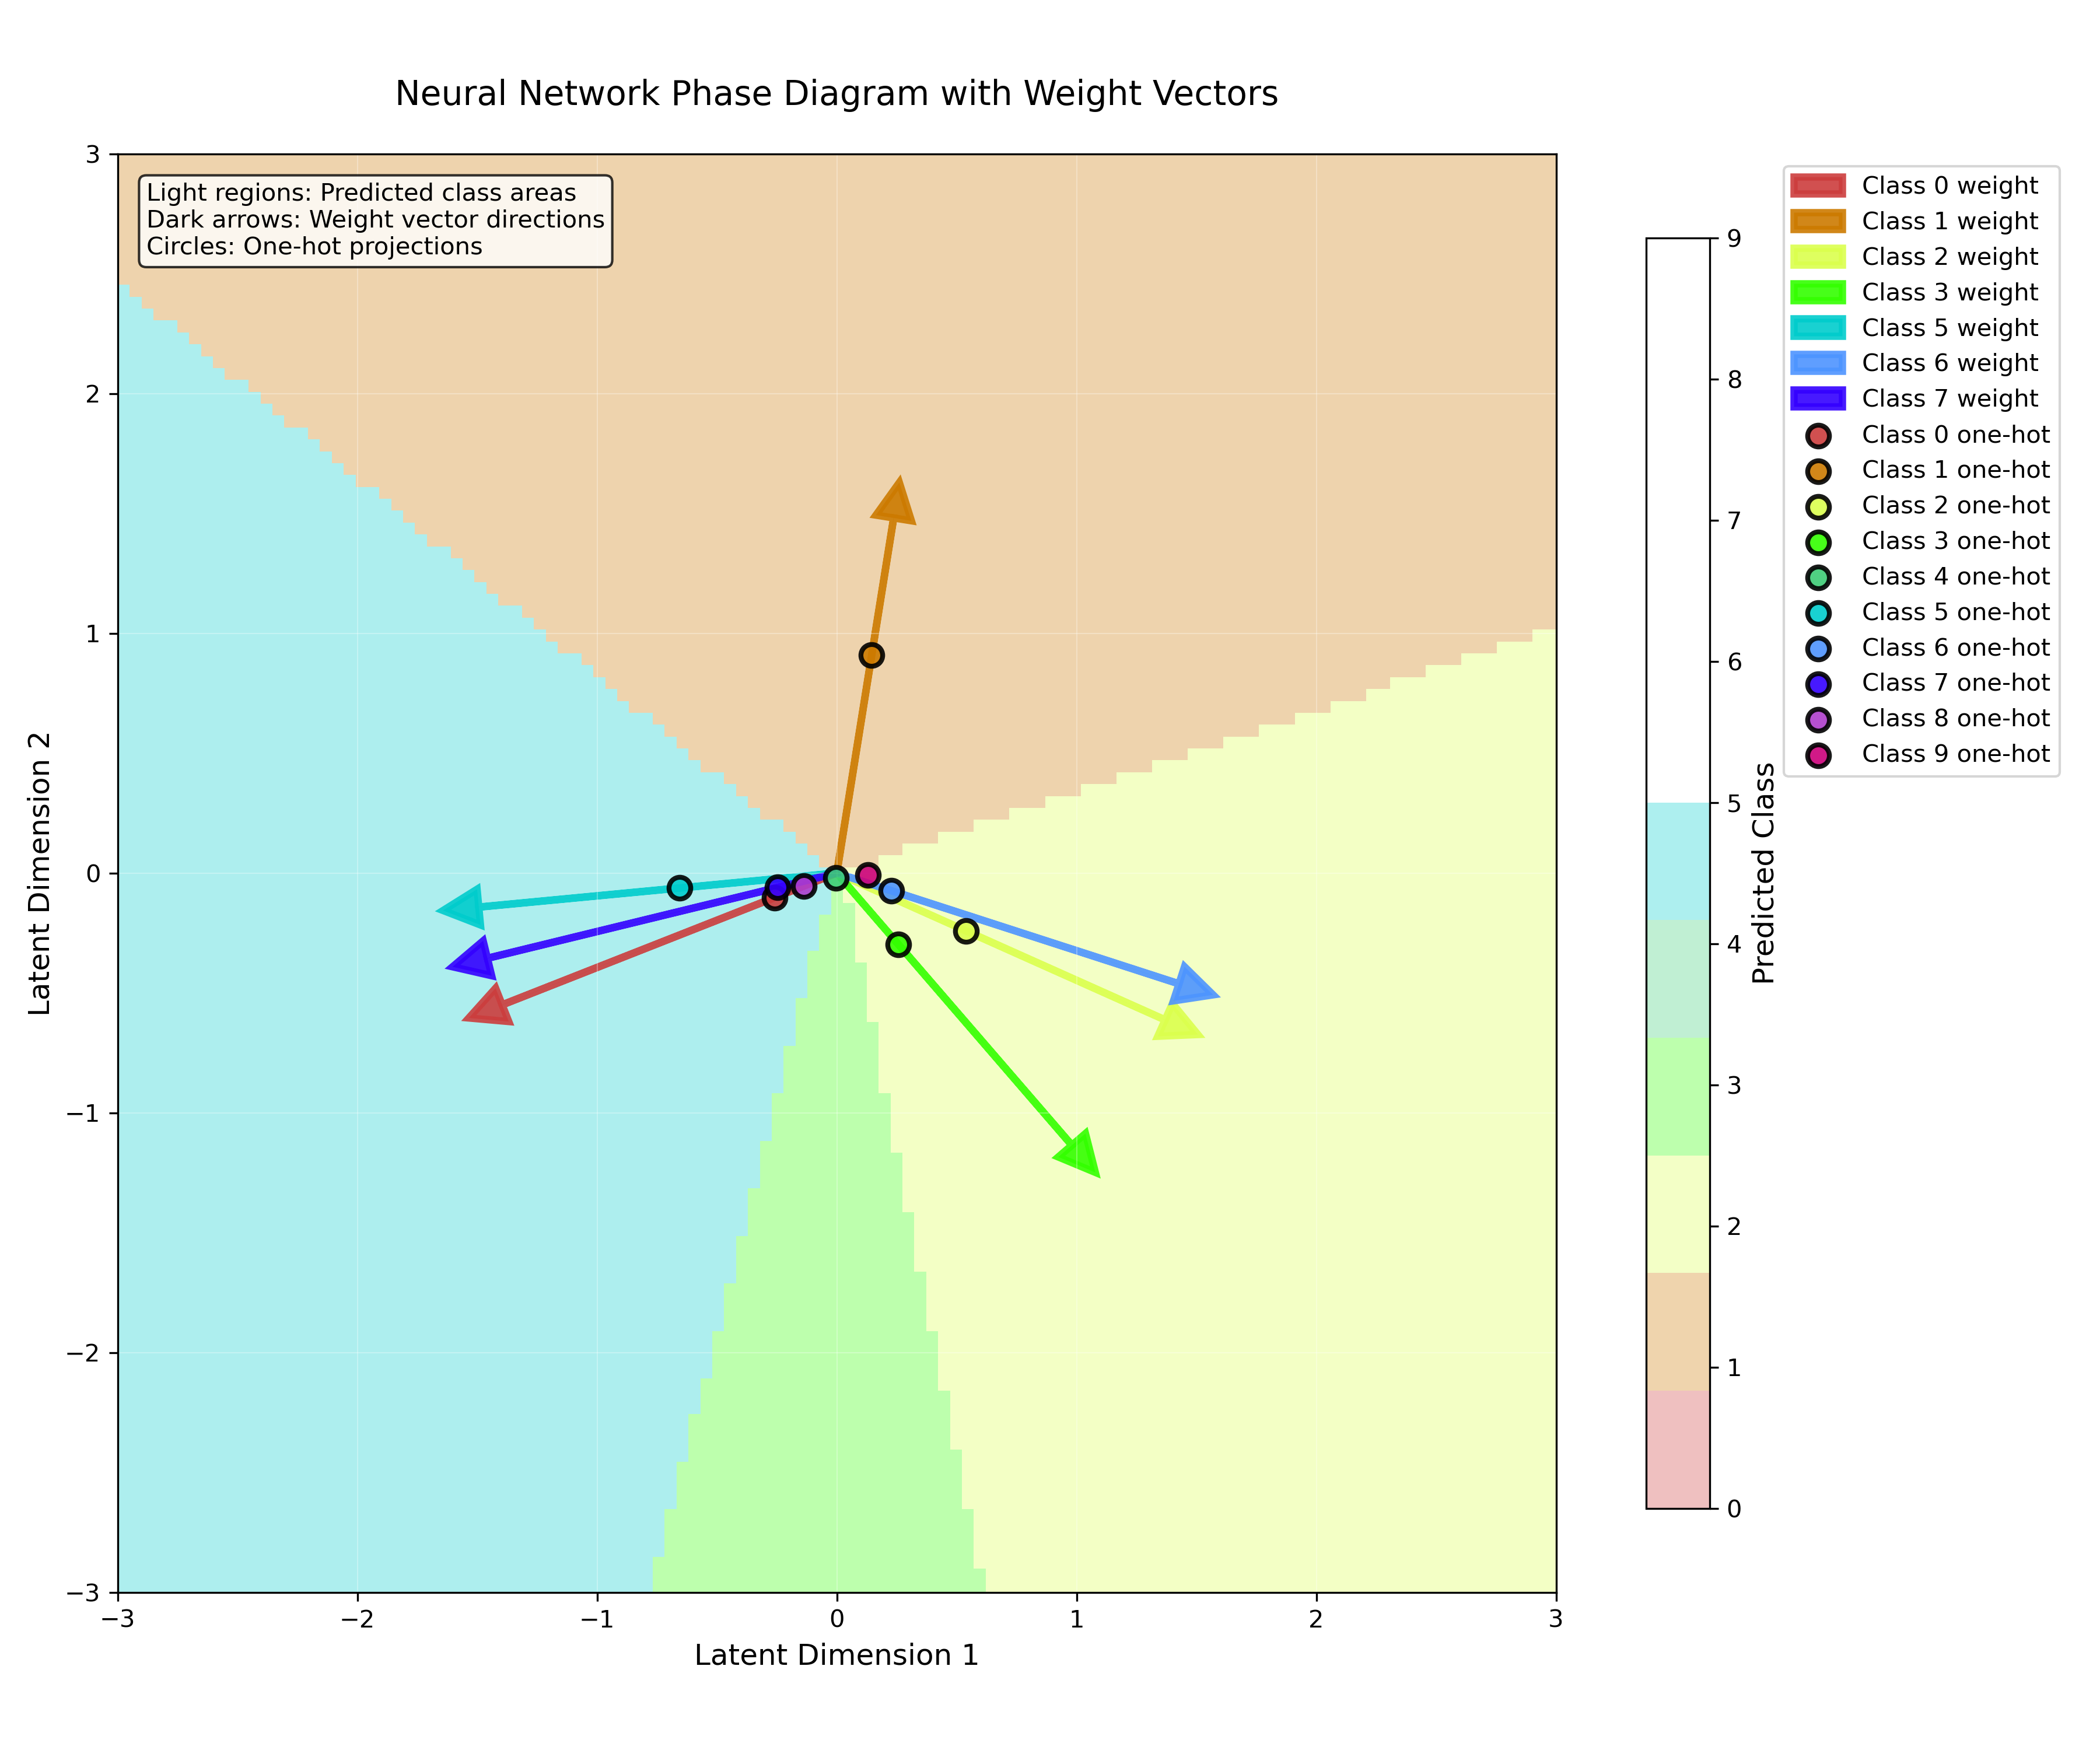 Neural Network Phase Diagram with Weight Vectors
Light regions: Predicted class areas
Dark arrows: Weight vector directions
Circles: One-hot projections
3
2
1
0
−1
−2
−3
Latent Dimension 2
−3
−2
−1
0
1
2
3
Latent Dimension 1
9
8
7
6
5
4
3
2
1
0
Predicted Class
Class 0 weight
Class 1 weight
Class 2 weight
Class 3 weight
Class 5 weight
Class 6 weight
Class 7 weight
Class 0 one-hot
Class 1 one-hot
Class 2 one-hot
Class 3 one-hot
Class 4 one-hot
Class 5 one-hot
Class 6 one-hot
Class 7 one-hot
Class 8 one-hot
Class 9 one-hot